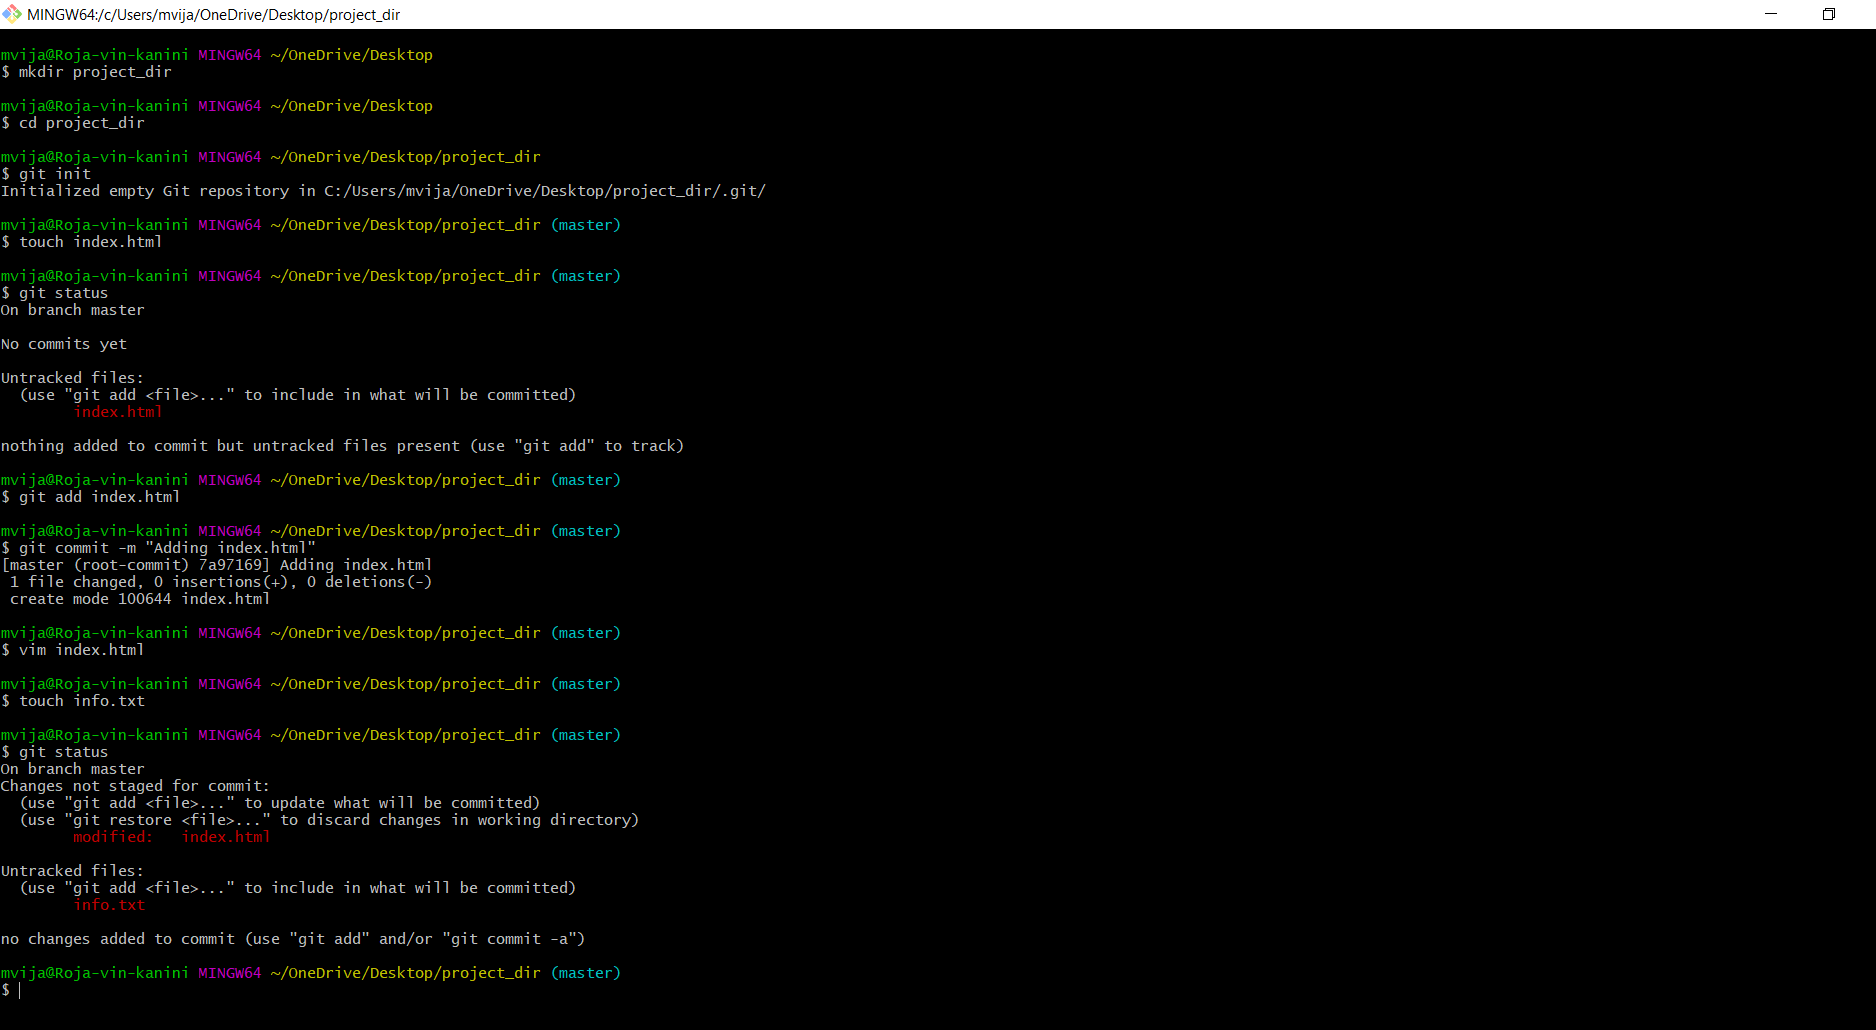 MINGW64:/c/Users/mvija/OneDrive/Desktop/project_dir
mvija@Roja-vin-kanini MINGW64 ~/OneDrive/Desktop
$ mkdir project_dir
mvija@Roja-vin-kanini MINGW64 ~/OneDrive/Desktop
$ cd project_dir
mvija@Roja-vin-kanini MINGW64 ~/OneDrive/Desktop/project_dir
$ git init
Initialized empty Git repository in C:/Users/mvija/OneDrive/Desktop/project_dir/.git/
mvija@Roja-vin-kanini MINGW64 ~/OneDrive/Desktop/project_dir (master)
$ touch index.html
mvija@Roja-vin-kanini MINGW64 ~/OneDrive/Desktop/project_dir (master)
$ git status
On branch master
No commits yet
Untracked files:
  (use "git add <file>..." to include in what will be committed)
        index.html
nothing added to commit but untracked files present (use "git add" to track)
mvija@Roja-vin-kanini MINGW64 ~/OneDrive/Desktop/project_dir (master)
$ git add index.html
mvija@Roja-vin-kanini MINGW64 ~/OneDrive/Desktop/project_dir (master)
$ git commit -m "Adding index.html"
[master (root-commit) 7a97169] Adding index.html
 1 file changed, 0 insertions(+), 0 deletions(-)
 create mode 100644 index.html
mvija@Roja-vin-kanini MINGW64 ~/OneDrive/Desktop/project_dir (master)
$ vim index.html
mvija@Roja-vin-kanini MINGW64 ~/OneDrive/Desktop/project_dir (master)
$ touch info.txt
mvija@Roja-vin-kanini MINGW64 ~/OneDrive/Desktop/project_dir (master)
$ git status
On branch master
Changes not staged for commit:
  (use "git add <file>..." to update what will be committed)
  (use "git restore <file>..." to discard changes in working directory)
        modified:   index.html
Untracked files:
  (use "git add <file>..." to include in what will be committed)
        info.txt
no changes added to commit (use "git add" and/or "git commit -a")
mvija@Roja-vin-kanini MINGW64 ~/OneDrive/Desktop/project_dir (master)
$